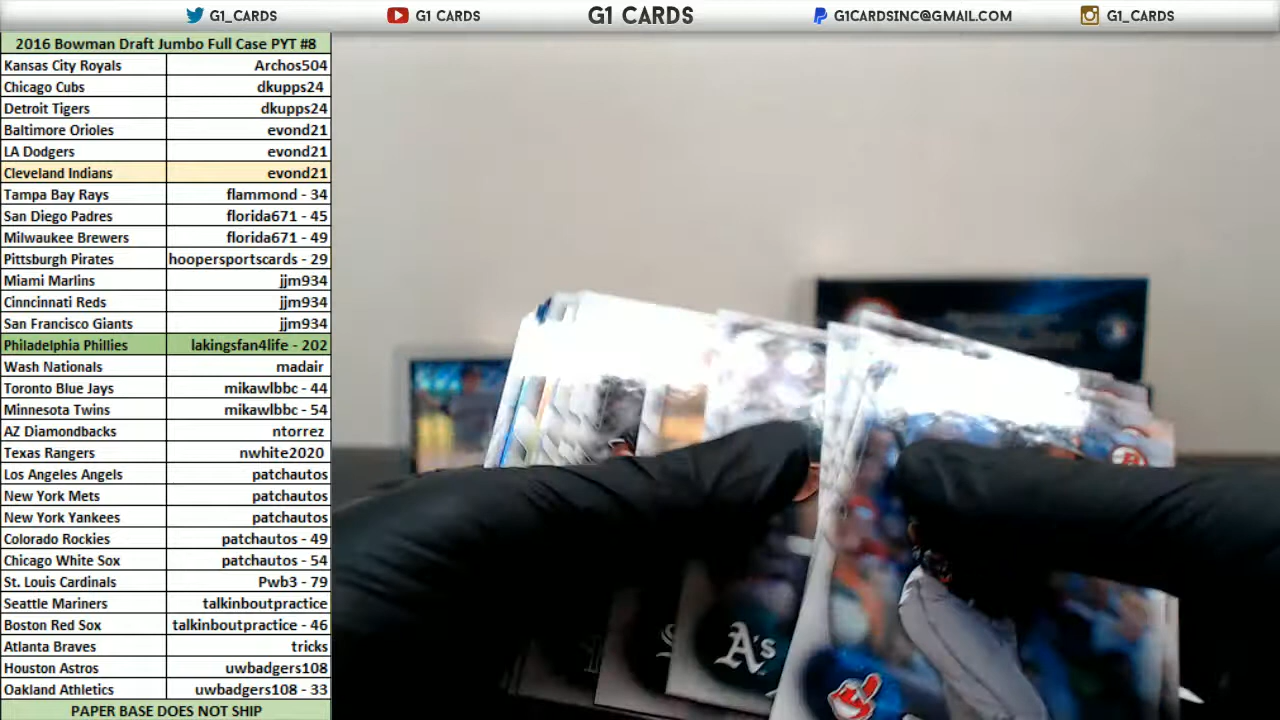 G1_CARDS G1 CARDS G1 CARDS G1CARDSINC@GMAIL.COM G1_CARDS
2016 Bowman Draft Jumbo Full Case PYT #8
Kansas City Royals Archos504
Chicago Cubs dkupps24
Detroit Tigers dkupps24
Baltimore Orioles evond21
LA Dodgers evond21
Cleveland Indians evond21
Tampa Bay Rays flammond - 34
San Diego Padres florida671 - 45
Milwaukee Brewers florida671 - 49
Pittsburgh Pirates hoopersportscards - 29
Miami Marlins jjm934
Cinncinnati Reds jjm934
San Francisco Giants jjm934
Philadelphia Phillies lakingsfan4life - 202
Wash Nationals madair
Toronto Blue Jays mikawlbbc - 44
Minnesota Twins mikawlbbc - 54
AZ Diamondbacks ntorrez
Texas Rangers nwhite2020
Los Angeles Angels patchautos
New York Mets patchautos
New York Yankees patchautos
Colorado Rockies patchautos - 49
Chicago White Sox patchautos - 54
St. Louis Cardinals Pwb3 - 79
Seattle Mariners talkinboutpractice
Boston Red Sox talkinboutpractice - 46
Atlanta Braves tricks
Houston Astros uwbadgers108
Oakland Athletics uwbadgers108 - 33
PAPER BASE DOES NOT SHIP
A's